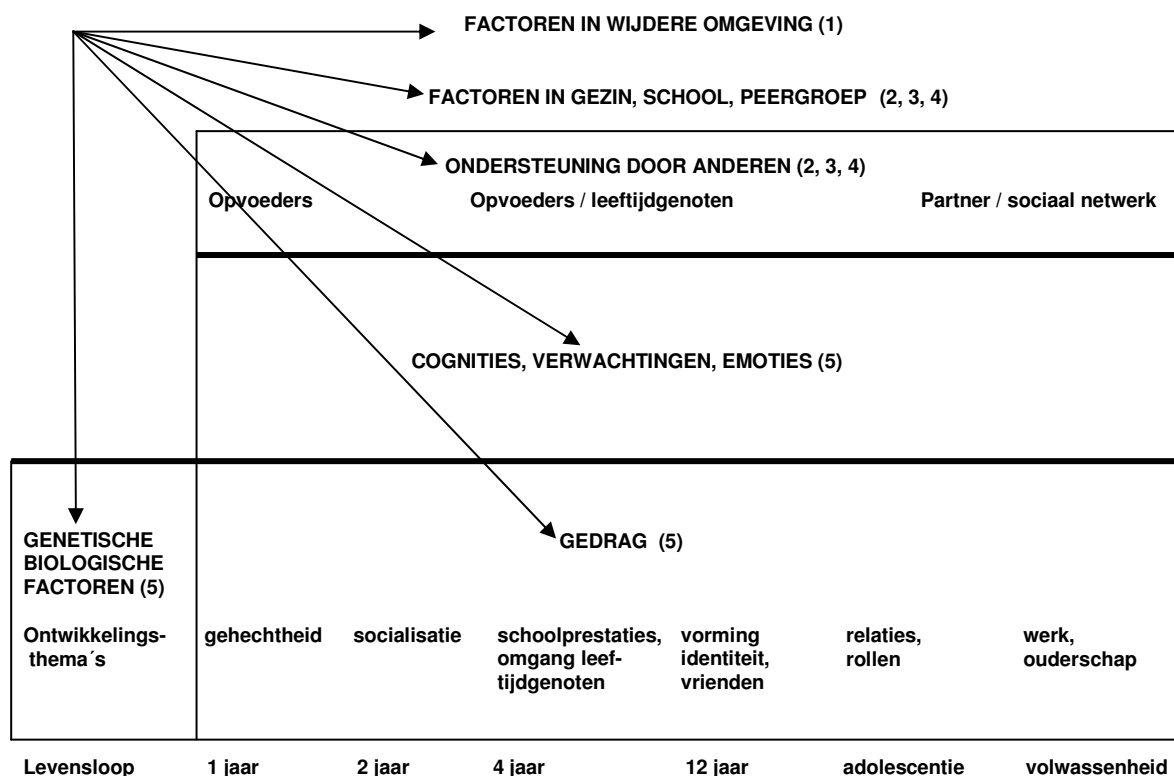 FACTOREN IN WIJDERE OMGEVING (1)
FACTOREN IN GEZIN, SCHOOL, PEERGROEP (2, 3, 4)
ONDERSTEUNING DOOR ANDEREN (2, 3, 4)
Opvoeders Opvoeders / leeftijdgenoten Partner / sociaal netwerk
COGNITIES, VERWACHTINGEN, EMOTIES (5)
GENETISCHE
BIOLOGISCHE
FACTOREN (5)
GEDRAG (5)
Ontwikkelings-
thema´s
gehechtheid
socialisatie
schoolprestaties,
omgang leef-
tijdgenoten
vorming
identiteit,
vrienden
relaties,
rollen
werk,
ouderschap
Levensloop 1 jaar 2 jaar 4 jaar 12 jaar adolescentie volwassenheid